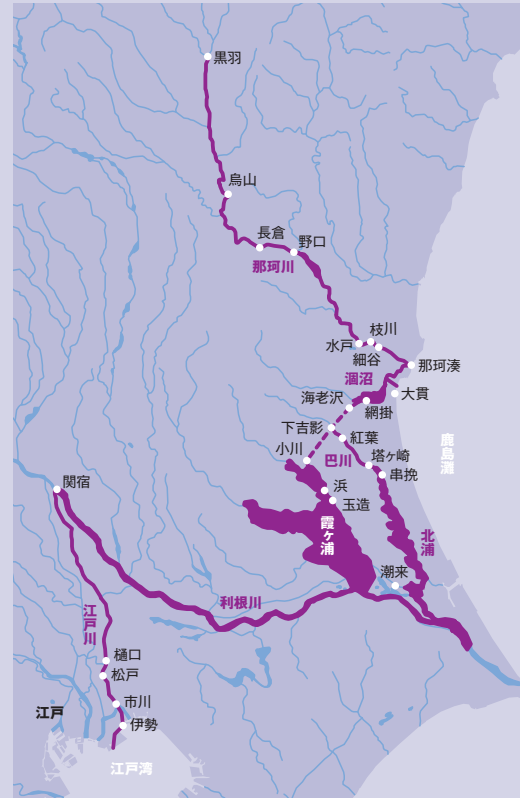 黒羽
烏山
長倉
野口
那珂川
水戸
枝川
細谷
那珂湊
涸沼
大貫
海老沢
網掛
下吉影
紅葉
小川
巴川
塔ヶ崎
串挽
鹿島灘
浜
玉造
霞ヶ浦
北浦
関宿
潮来
利根川
江戸川
樋口
松戸
市川
江戸
伊勢
江戸湾